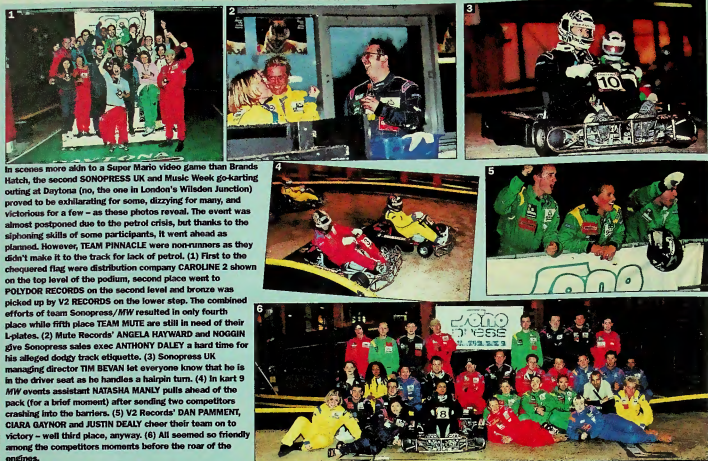 1
2
3
10
In scenes more akin to a Super Mario video game than Brands
Hatch, the second SONOPRESS UK and Music Week go-karting
outing at Daytona (no, the one in London's Wilsden Junction)
proved to be exhilarating for some, dizzying for many, and
victorious for a few – as these photos reveal. The event was
almost postponed due to the petrol crisis, but thanks to the
siphoning skills of some participants, it went ahead as
planned. However, TEAM PINNACLE were non-runners as they
didn't make it to the track for lack of petrol. (1) First to the
chequered flag were distribution company CAROLINE 2 shown
on the top level of the podium, second place went to
POLYDOR RECORDS on the second level and bronze was
picked up by V2 RECORDS on the lower step. The combined
efforts of team Sonopress/MW resulted in only fourth
place while fifth place TEAM MUTE are still in need of their
L-plates. (2) Mute Records' ANGELA HAYWARD and NOGGIN
give Sonopress sales exec ANTHONY DALEY a hard time for
his alleged dodgy track etiquette. (3) Sonopress UK
managing director TIM BEVAN let everyone know that he is
in the driver seat as he handles a hairpin turn. (4) In kart 9
MW events assistant NATASHA MANLY pulls ahead of the
pack (for a brief moment) after sending two competitors
crashing into the barriers. (5) V2 Records' DAN PAMMENT,
CIARA GAYNOR and JUSTIN DEALY cheer their team on to
victory – well third place, anyway. (6) All seemed so friendly
among the competitors moments before the roar of the
engines.
4
5
sono
6
sono
press
8